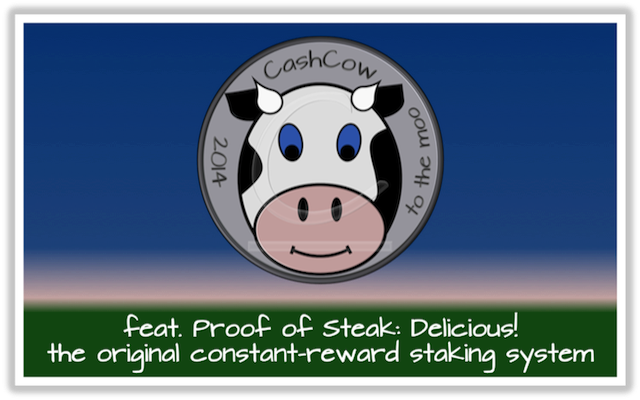 CashCow
2014
to the moo
feat. Proof of Steak: Delicious!
the original constant-reward staking system